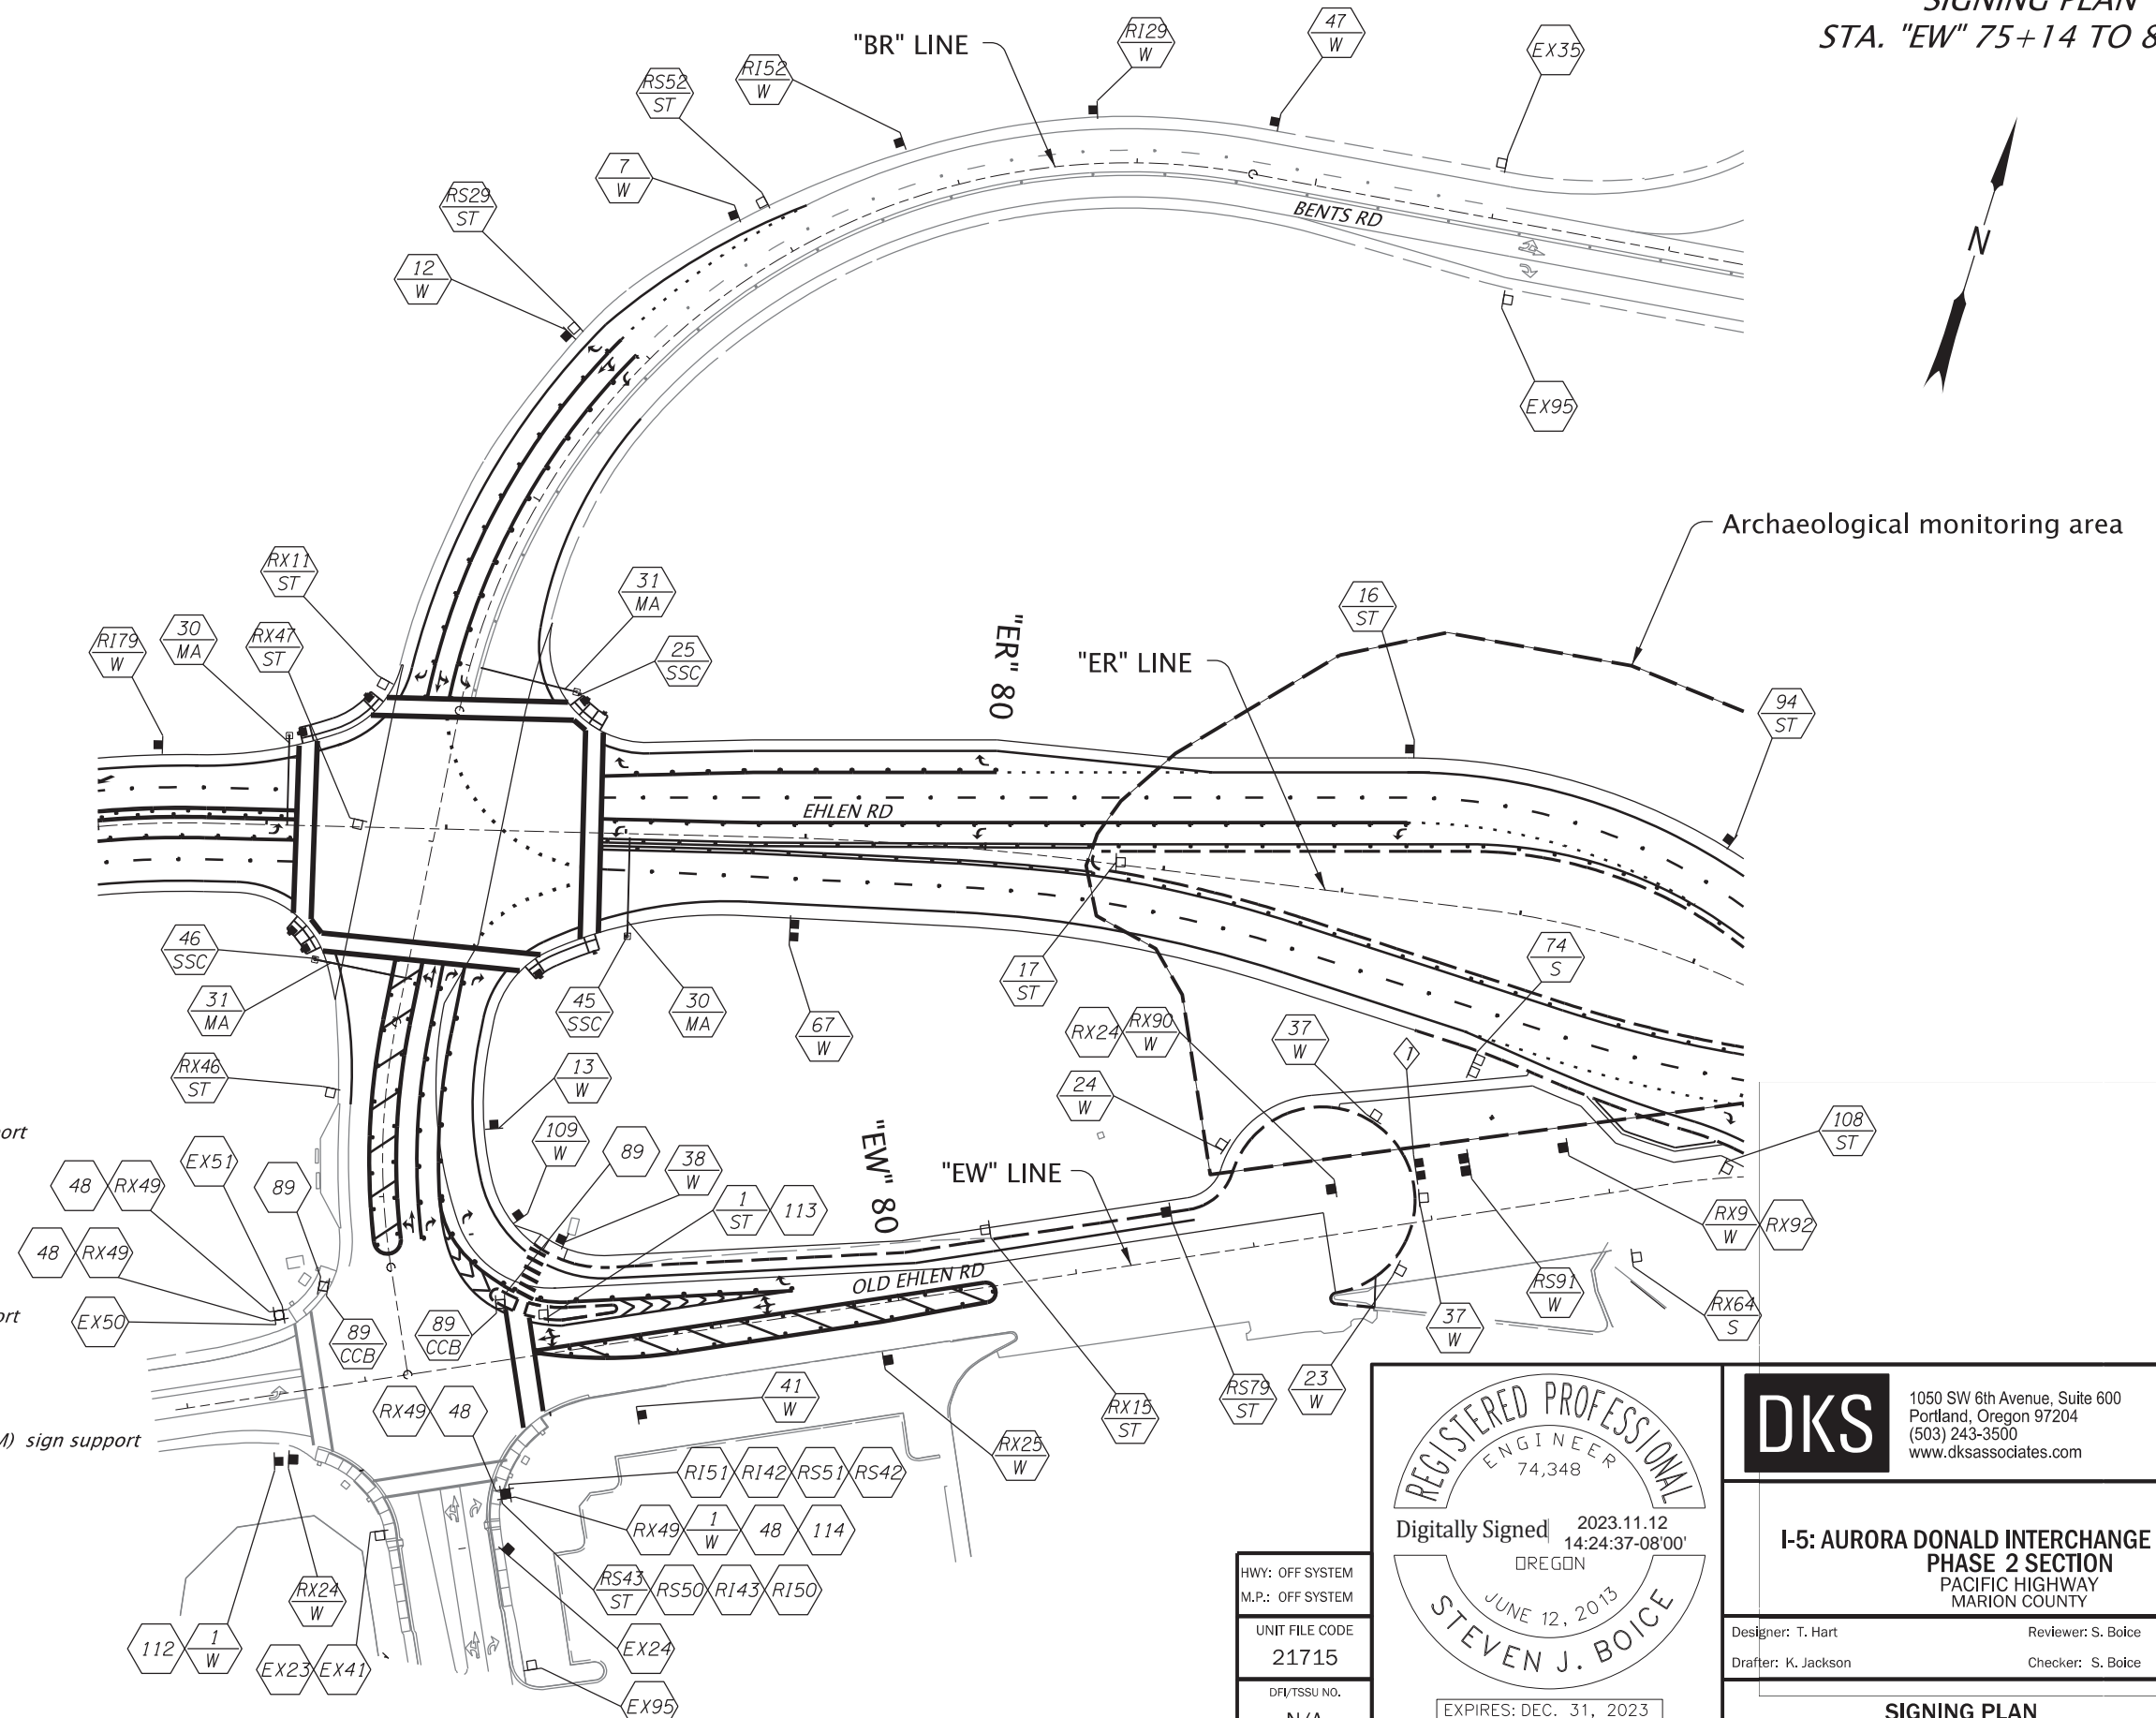 SIGNING PLAN
STA. "EW" 75+14 TO 8
"BR" LINE
RI29
W
47
W
EX35
RI52
W
RS52
ST
7
W
RS29
ST
12
W
BENTS RD
N
EX95
Archaeological monitoring area
RX11
ST
31
MA
16
ST
RI79
W
30
MA
RX47
ST
25
SSC
"ER" 80
"ER" LINE
94
ST
EHLEN RD
46
SSC
31
MA
45
SSC
30
MA
67
W
17
ST
74
S
RX24
RX90
W
37
W
1
RX46
ST
13
W
24
W
108
ST
ort
109
W
89
38
W
"EW" 80
"EW" LINE
EX51
48 RX49
89
1
ST
113
RX9
W
RX92
48 RX49
OLD EHLEN RD
RS91
W
RX64
S
ort
EX50
89
CCB
89
CCB
37
W
41
W
RX15
ST
RS79
ST
23
W
RX49 48
M) sign support
RX25
W
RI51 RI42 RS51 RS42
RX49
1
W
48 114
RS43
ST
RS50 RI43 RI50
RX24
W
112
1
W
EX23 EX41
EX24
EX95
REGISTERED PROFESSIONAL
ENGINEER
74,348
Digitally Signed
2023.11.12
14:24:37-08'00'
OREGON
JUNE 12, 2013
STEVEN J. BOICE
EXPIRES: DEC. 31, 2023
HWY: OFF SYSTEM
M.P.: OFF SYSTEM
UNIT FILE CODE
21715
DFI/TSSU NO.
N/A
DKS
1050 SW 6th Avenue, Suite 600
Portland, Oregon 97204
(503) 243-3500
www.dksassociates.com
I-5: AURORA DONALD INTERCHANGE
PHASE 2 SECTION
PACIFIC HIGHWAY
MARION COUNTY
Designer: T. Hart
Reviewer: S. Boice
Drafter: K. Jackson
Checker: S. Boice
SIGNING PLAN